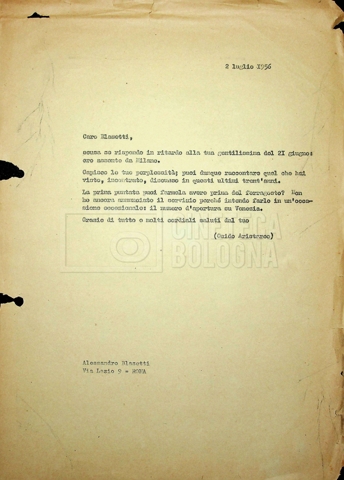 2 luglio 1956
Caro Blasetti,
scusa se rispondo in ritardo alla tua gentilissima del 21 giugno:
ero assente da Milano.
Capisco le tue perplessità; puoi dunque raccontare quel che hai
visto, incontrato, discusso in questi ultimi trent'anni.
La prima puntata puoi farmela avere prima del ferragosto? Non
ho ancora annunciato il servizio perché intendo farlo in un'occa-
sione eccezionale: il numero d'apertura su Venezia.
Grazie di tutto e molti cordiali saluti dal tuo
(Guido Aristarco)
CINETECA
BOLOGNA
Alessandro Blasetti
Via Lazio 9 - ROMA